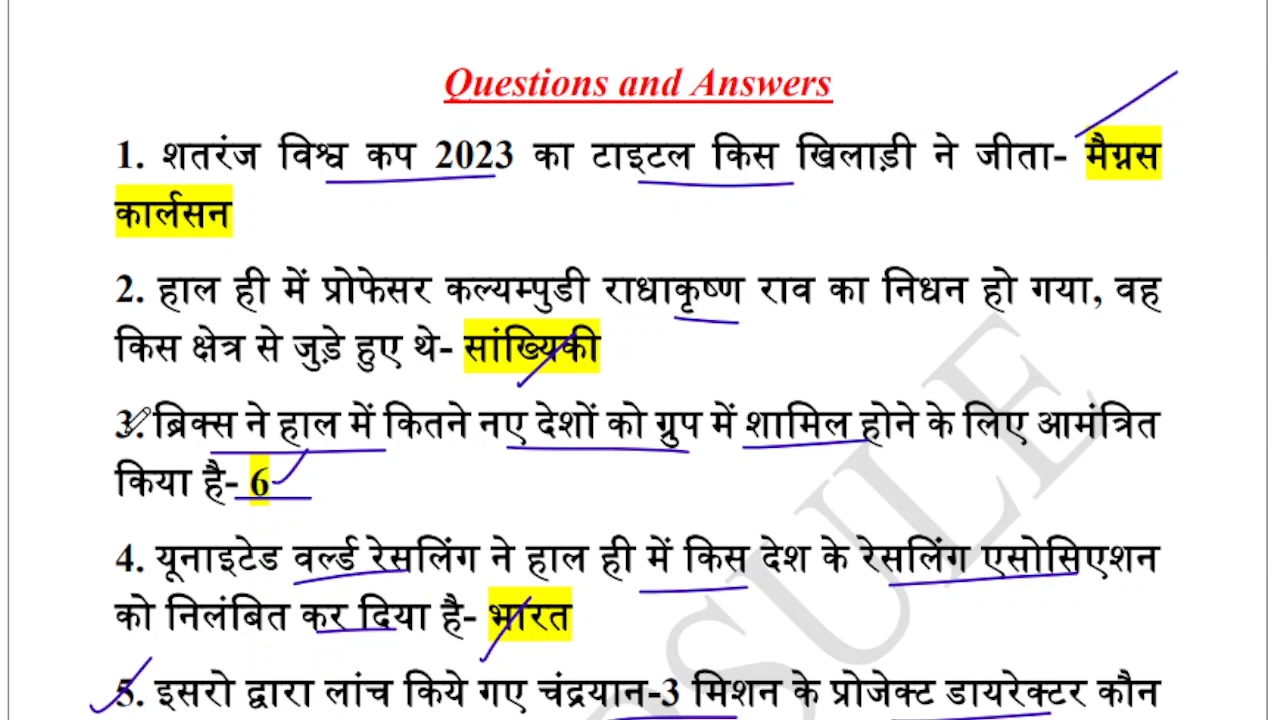 Questions and Answers
1. शतरंज विश्व कप 2023 का टाइटल किस खिलाड़ी ने जीता- मैग्नस
कार्लसन
2. हाल ही में प्रोफेसर कल्यम्पुडी राधाकृष्ण राव का निधन हो गया, वह
किस क्षेत्र से जुड़े हुए थे- सांख्यिकी
3. ब्रिक्स ने हाल में कितने नए देशों को ग्रुप में शामिल होने के लिए आमंत्रित
किया है- 6
4. यूनाइटेड वर्ल्ड रेसलिंग ने हाल ही में किस देश के रेसलिंग एसोसिएशन
को निलंबित कर दिया है- भारत
5. इसरो द्वारा लांच किये गए चंद्रयान-3 मिशन के प्रोजेक्ट डायरेक्टर कौन